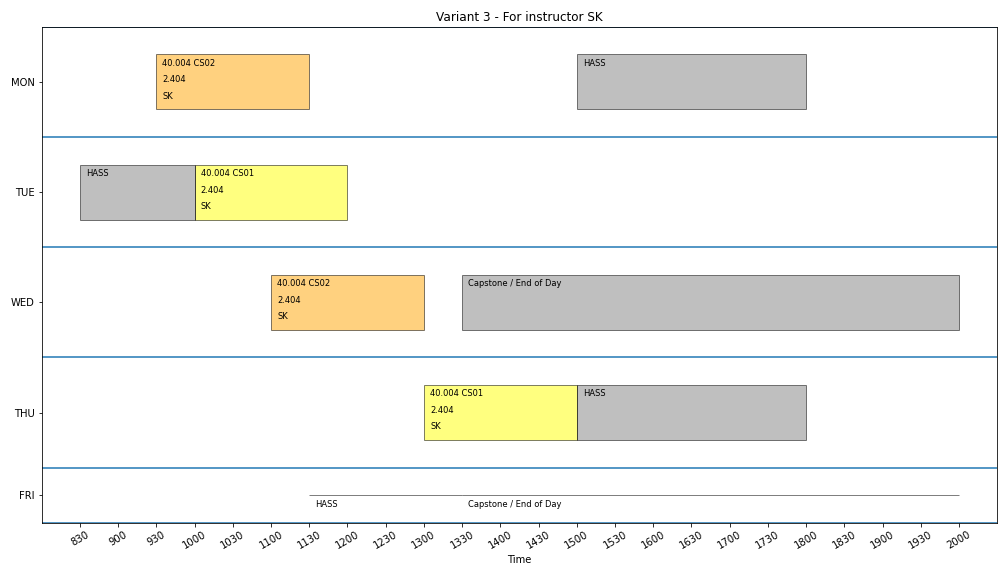 Variant 3 - For instructor SK
MON
40.004 CS02
2.404
SK
HASS
TUE
HASS
40.004 CS01
2.404
SK
WED
40.004 CS02
2.404
SK
Capstone / End of Day
THU
40.004 CS01
2.404
SK
HASS
FRI
HASS
Capstone / End of Day
830 900 930 1000 1030 1100 1130 1200 1230 1300 1330 1400 1430 1500 1530 1600 1630 1700 1730 1800 1830 1900 1930 2000
Time